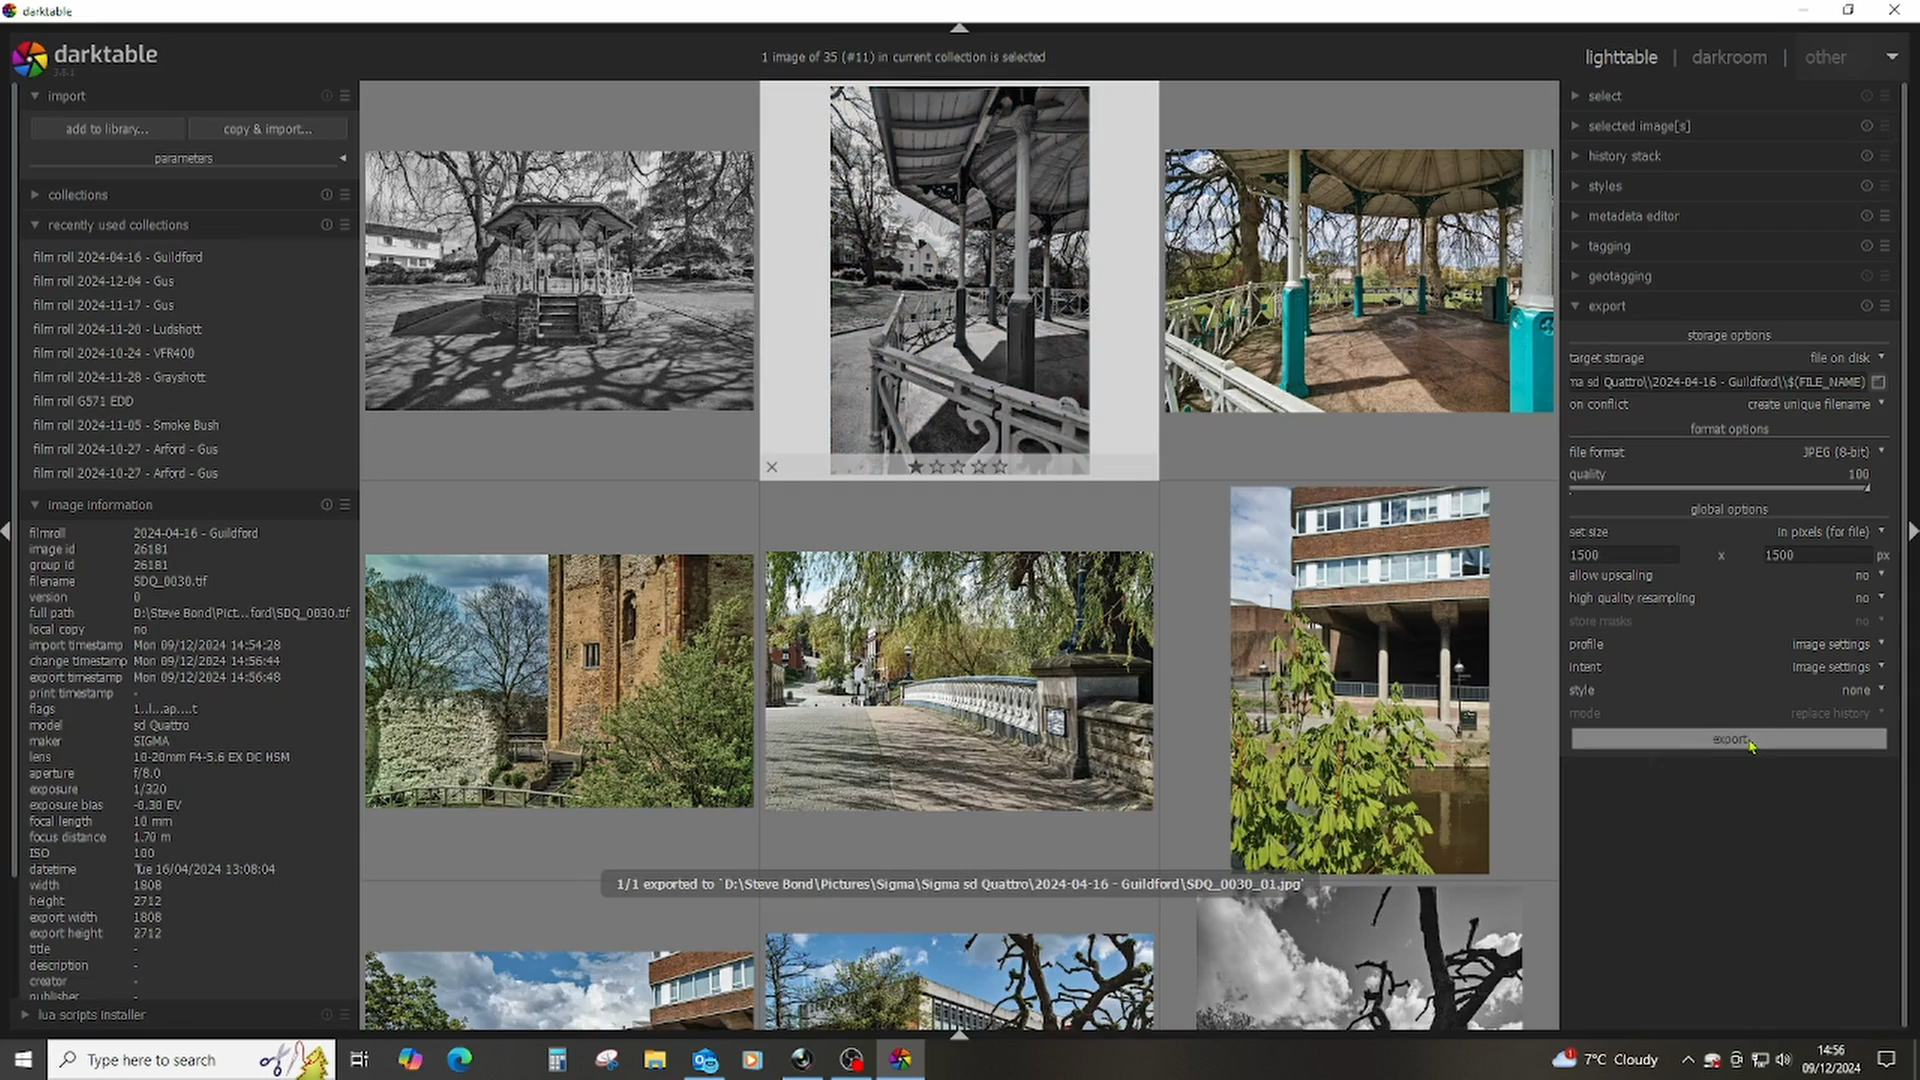 darktable
darktable
3.8.1
1 image of 35 (#11) in current collection is selected
lighttable | darkroom | other
import
add to library...
copy & import...
parameters
collections
recently used collections
film roll 2024-04-16 - Guildford
film roll 2024-12-04 - Gus
film roll 2024-11-17 - Gus
film roll 2024-11-20 - Ludshott
film roll 2024-10-24 - VFR400
film roll 2024-11-28 - Grayshott
film roll G571 EDD
film roll 2024-11-05 - Smoke Bush
film roll 2024-10-27 - Arford - Gus
film roll 2024-10-27 - Arford - Gus
image information
filmroll 2024-04-16 - Guildford
image id 26181
group id 26181
filename SDQ_0030.tif
version 0
full path D:\Steve Bond\Pict...ford\SDQ_0030.tif
local copy no
import timestamp Mon 09/12/2024 14:54:28
change timestamp Mon 09/12/2024 14:56:44
export timestamp Mon 09/12/2024 14:56:48
print timestamp -
flags 1..l...ap....t
model sd Quattro
maker SIGMA
lens 10-20mm F4-5.6 EX DC HSM
aperture f/8.0
exposure 1/320
exposure bias -0.30 EV
focal length 10 mm
focus distance 1.70 m
ISO 100
datetime Tue 16/04/2024 13:08:04
width 1808
height 2712
export width 1808
export height 2712
title -
description -
creator -
publisher -
lua scripts installer
1/1 exported to `D:\Steve Bond\Pictures\Sigma\Sigma sd Quattro\2024-04-16 - Guildford\SDQ_0030_01.jpg'
select
selected image[s]
history stack
styles
metadata editor
tagging
geotagging
export
storage options
target storage file on disk
ma sd Quattro\\2024-04-16 - Guildford\\$(FILE_NAME)
on conflict create unique filename
format options
file format JPEG (8-bit)
quality 100
global options
set size in pixels (for file)
1500 x 1500 px
allow upscaling no
high quality resampling no
store masks no
profile image settings
intent image settings
style none
mode replace history
export
Type here to search
7°C Cloudy
14:56
09/12/2024